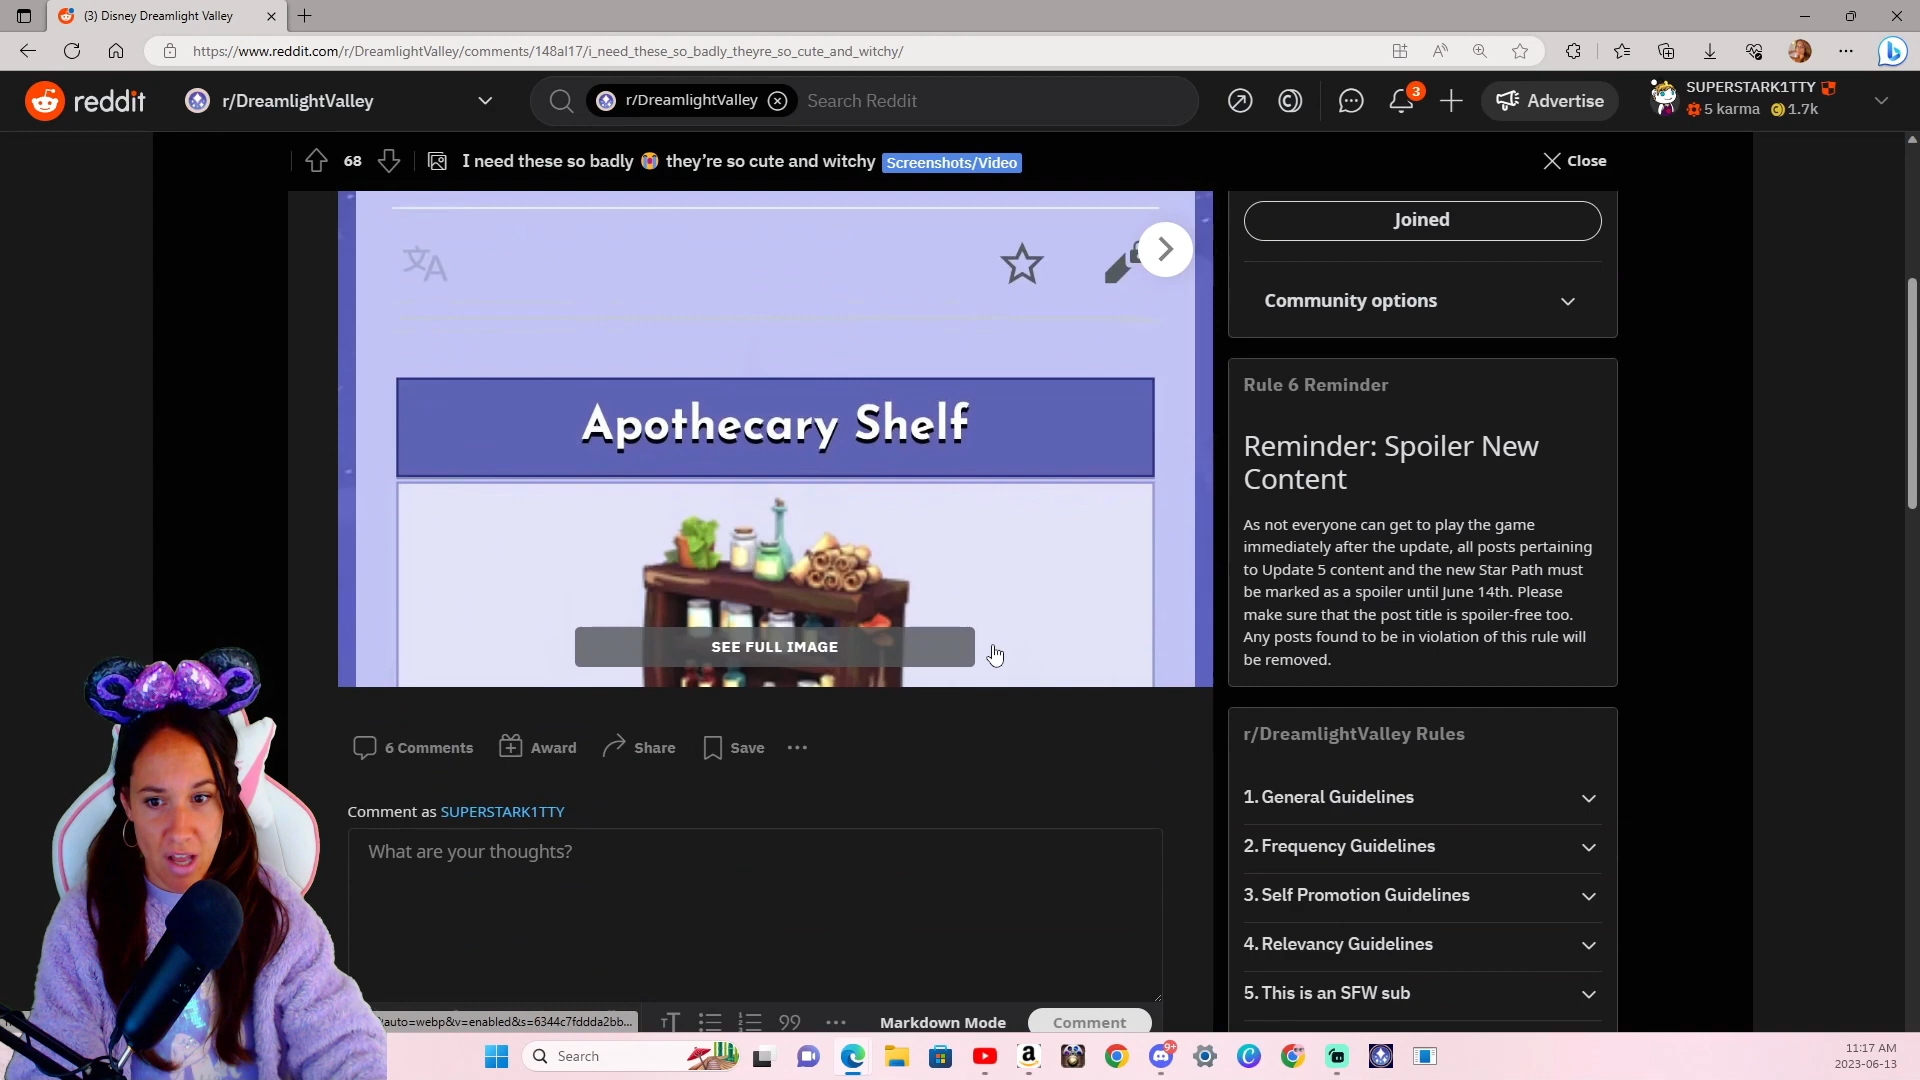 (3) Disney Dreamlight Valley
https://www.reddit.com/r/DreamlightValley/comments/148al17/i_need_these_so_badly_theyre_so_cute_and_witchy/
reddit
r/DreamlightValley
r/DreamlightValley
Search Reddit
3
Advertise
SUPERSTARK1TTY
5 karma
1.7k
68
I need these so badly 😭 they're so cute and witchy
Screenshots/Video
Close
Joined
Community options
文A
Apothecary Shelf
SEE FULL IMAGE
Rule 6 Reminder
Reminder: Spoiler New
Content
As not everyone can get to play the game
immediately after the update, all posts pertaining
to Update 5 content and the new Star Path must
be marked as a spoiler until June 14th. Please
make sure that the post title is spoiler-free too.
Any posts found to be in violation of this rule will
be removed.
6 Comments
Award
Share
Save
Comment as SUPERSTARK1TTY
What are your thoughts?
r/DreamlightValley Rules
1. General Guidelines
2. Frequency Guidelines
3. Self Promotion Guidelines
4. Relevancy Guidelines
5. This is an SFW sub
auto=webp&v=enabled&s=6344c7fddda2bb...
Markdown Mode
Comment
Search
9+
11:17 AM
2023-06-13